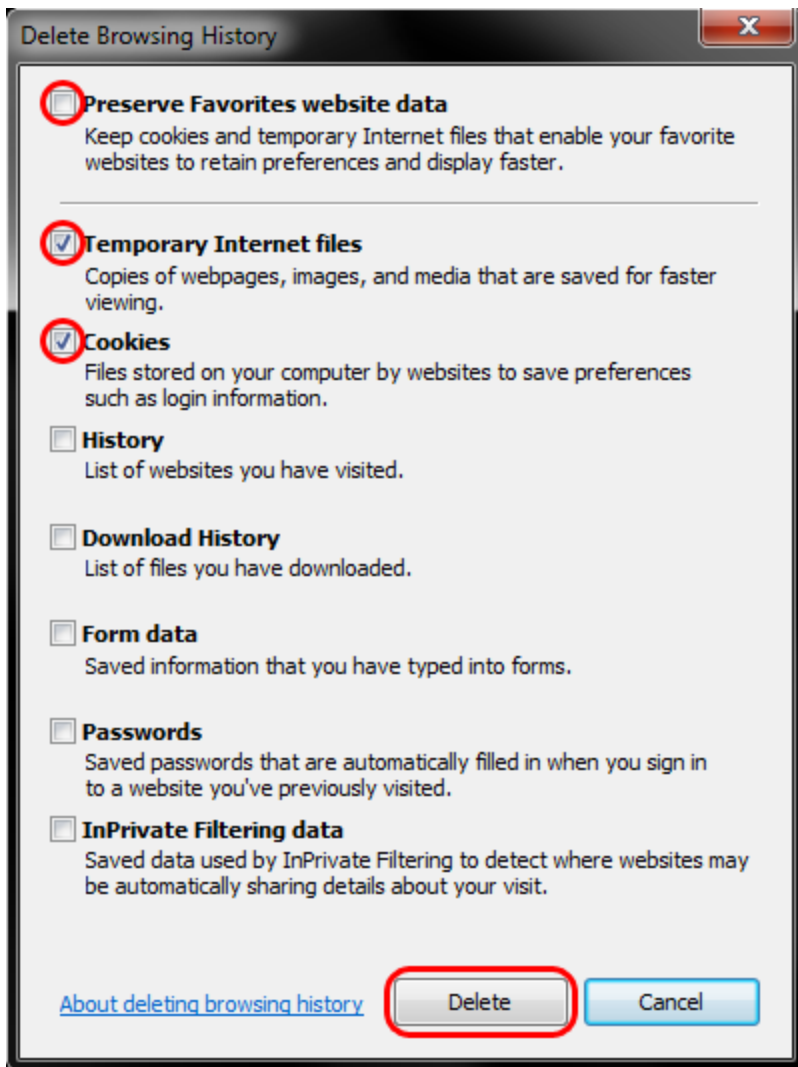 Delete Browsing History
Preserve Favorites website data
Keep cookies and temporary Internet files that enable your favorite
websites to retain preferences and display faster.
Temporary Internet files
Copies of webpages, images, and media that are saved for faster
viewing.
Cookies
Files stored on your computer by websites to save preferences
such as login information.
History
List of websites you have visited.
Download History
List of files you have downloaded.
Form data
Saved information that you have typed into forms.
Passwords
Saved passwords that are automatically filled in when you sign in
to a website you've previously visited.
InPrivate Filtering data
Saved data used by InPrivate Filtering to detect where websites may
be automatically sharing details about your visit.
About deleting browsing history Delete Cancel